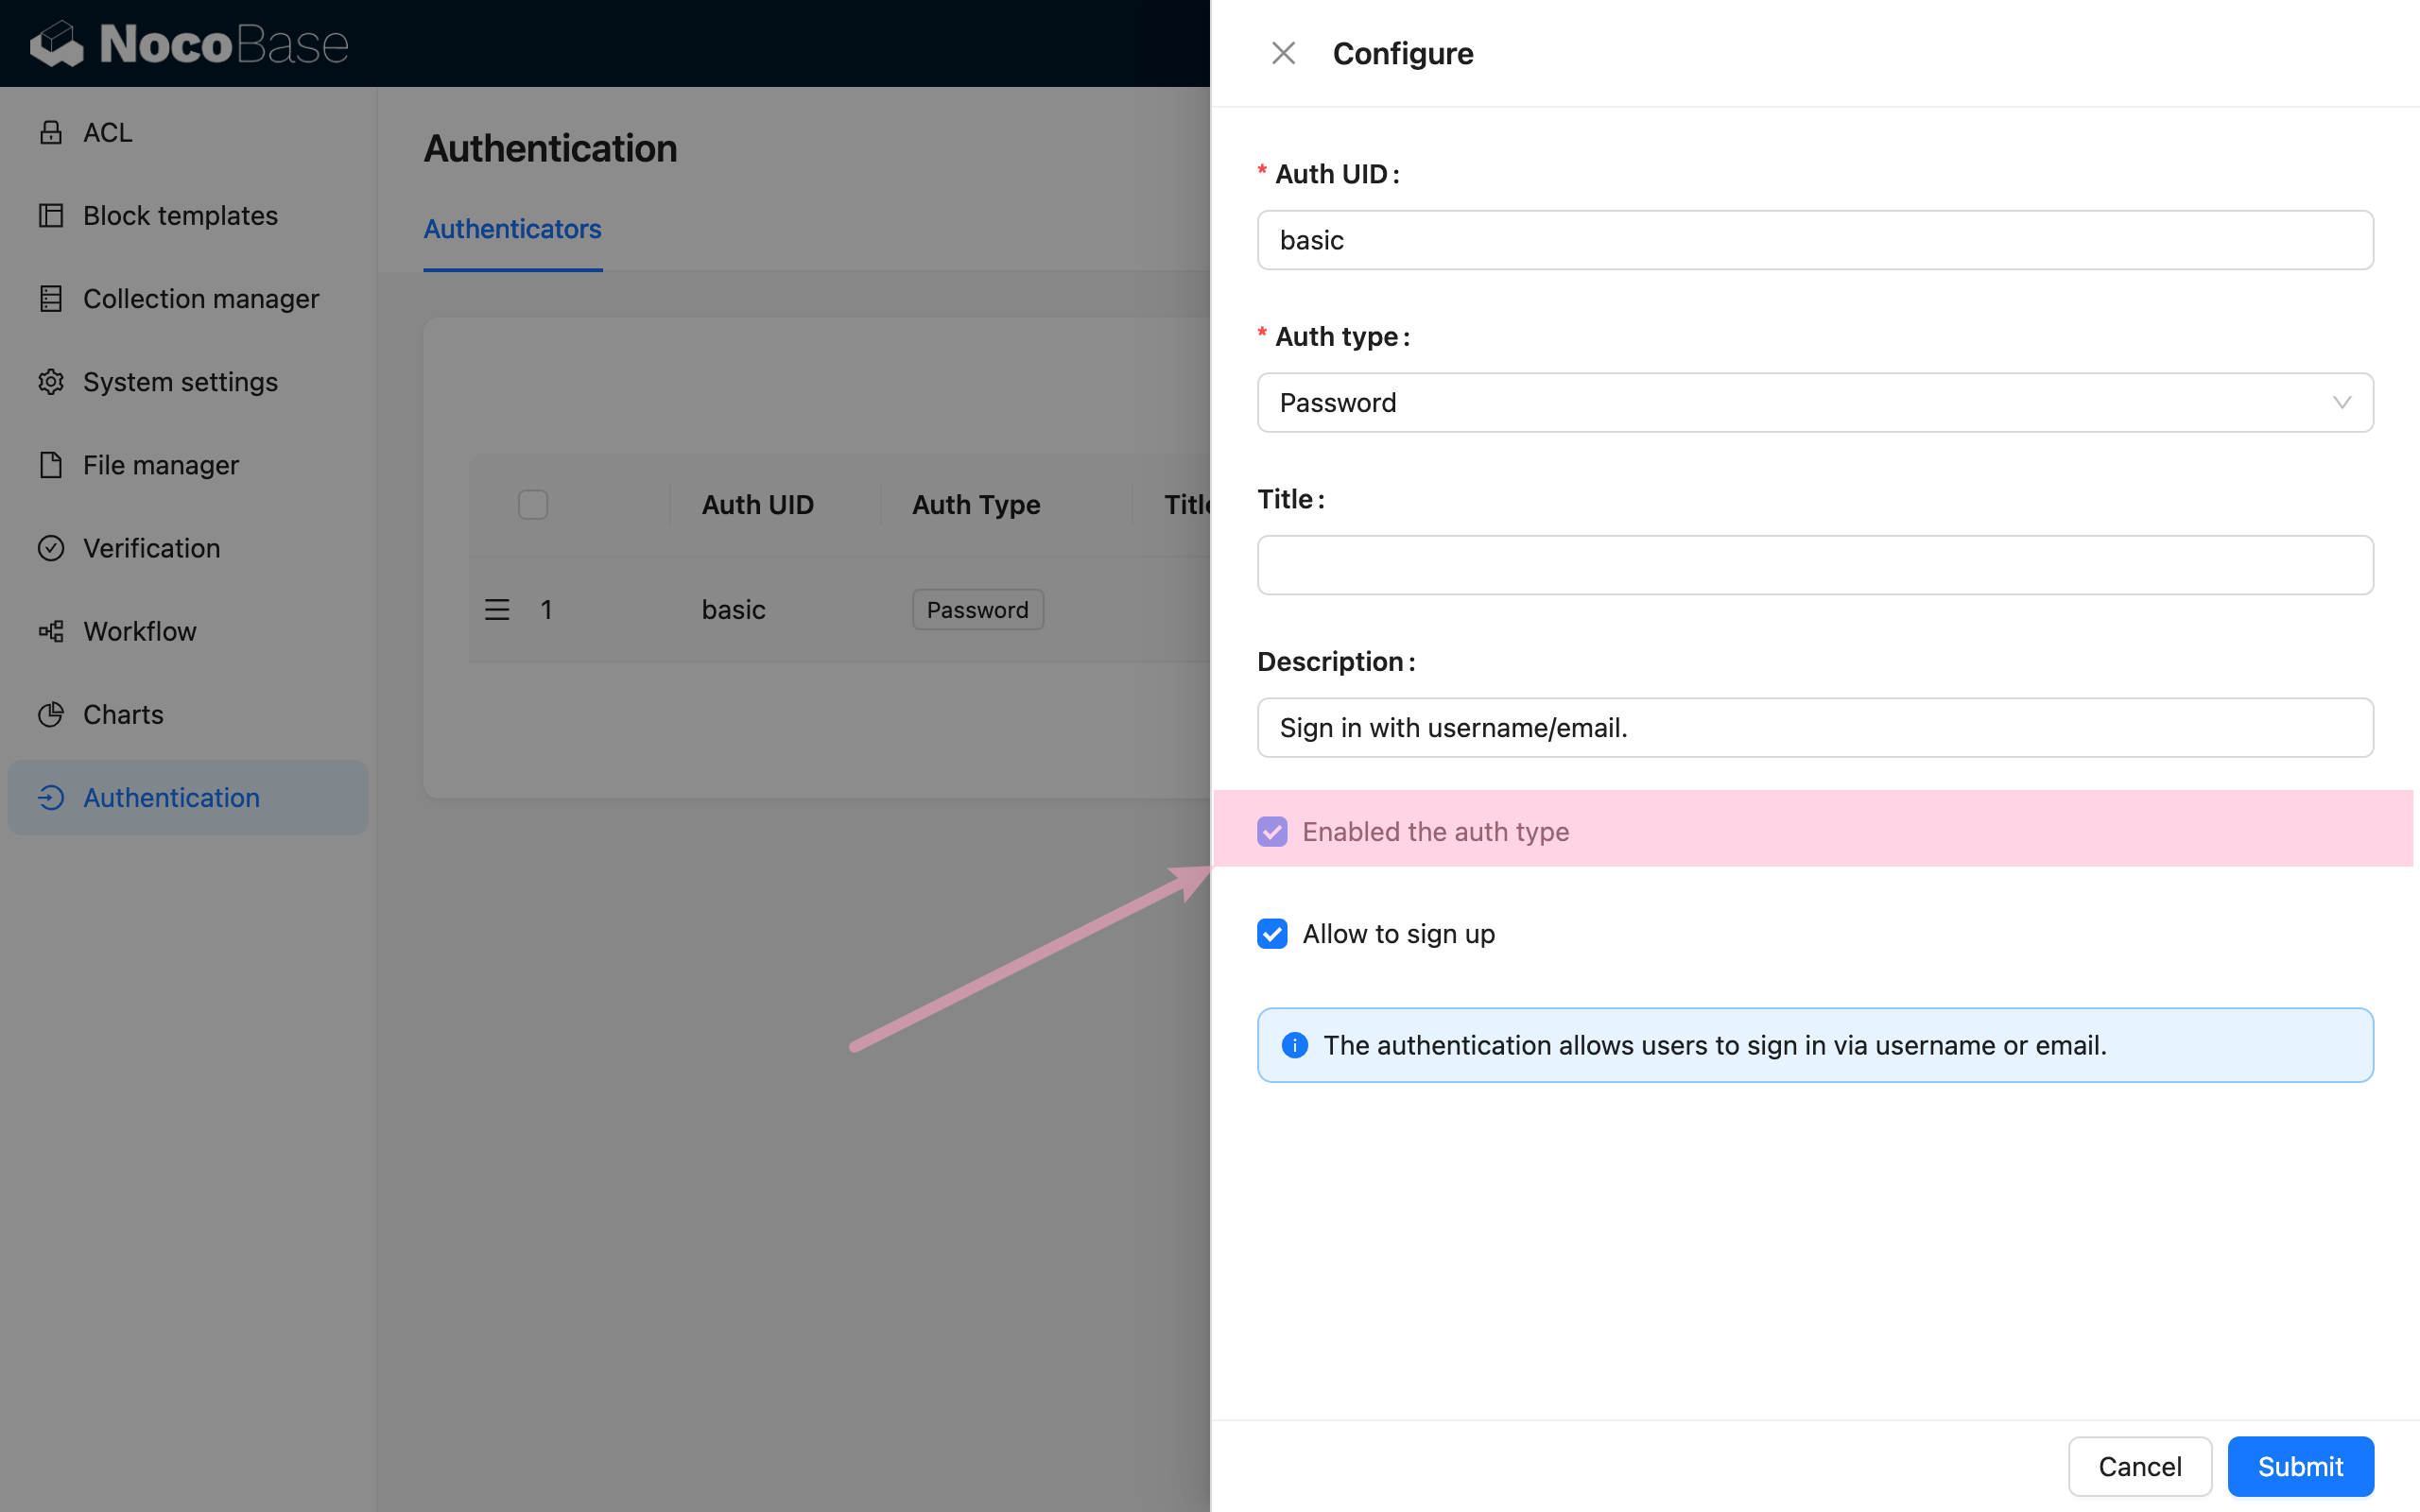 NocoBase
ACL
Block templates
Collection manager
System settings
File manager
Verification
Workflow
Charts
Authentication
Authentication
Authenticators
Auth UID
Auth Type
1
basic
Password
Configure
* Auth UID :
basic
* Auth type :
Password
Title :
Description :
Sign in with username/email.
Enabled the auth type
Allow to sign up
The authentication allows users to sign in via username or email.
Cancel
Submit